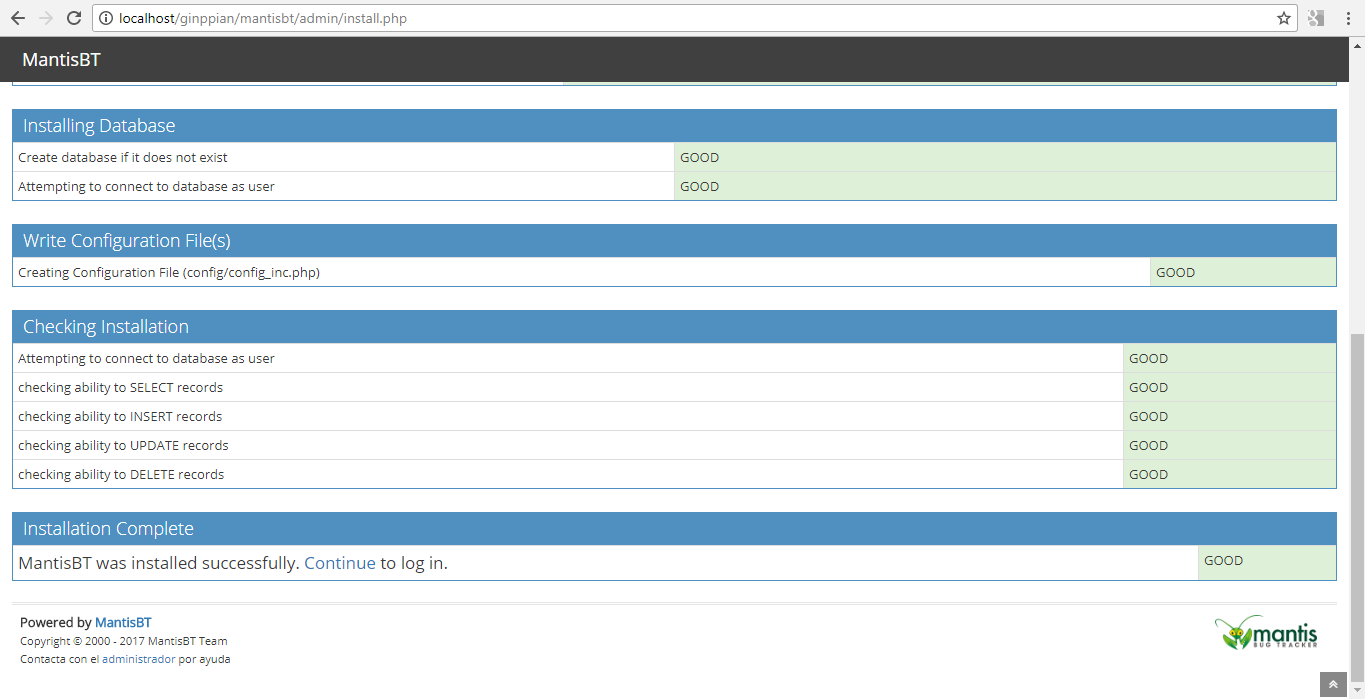 localhost/ginppian/mantisbt/admin/install.php
MantisBT
Installing Database
Create database if it does not exist GOOD
Attempting to connect to database as user GOOD
Write Configuration File(s)
Creating Configuration File (config/config_inc.php) GOOD
Checking Installation
Attempting to connect to database as user GOOD
checking ability to SELECT records GOOD
checking ability to INSERT records GOOD
checking ability to UPDATE records GOOD
checking ability to DELETE records GOOD
Installation Complete
MantisBT was installed successfully. Continue to log in. GOOD
Powered by MantisBT
Copyright © 2000 - 2017 MantisBT Team
Contacta con el administrador por ayuda
mantis
BUG TRACKER